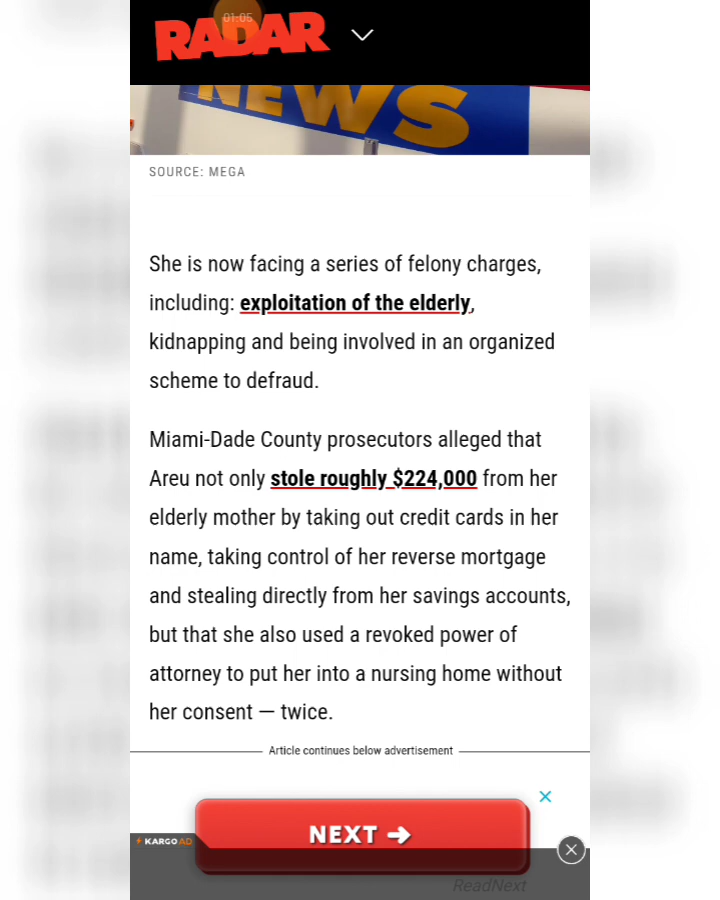 01:05
RADAR
NEWS
SOURCE: MEGA
She is now facing a series of felony charges,
including: exploitation of the elderly,
kidnapping and being involved in an organized
scheme to defraud.
Miami-Dade County prosecutors alleged that
Areu not only stole roughly $224,000 from her
elderly mother by taking out credit cards in her
name, taking control of her reverse mortgage
and stealing directly from her savings accounts,
but that she also used a revoked power of
attorney to put her into a nursing home without
her consent — twice.
Article continues below advertisement
NEXT
KARGO AD
ReadNext